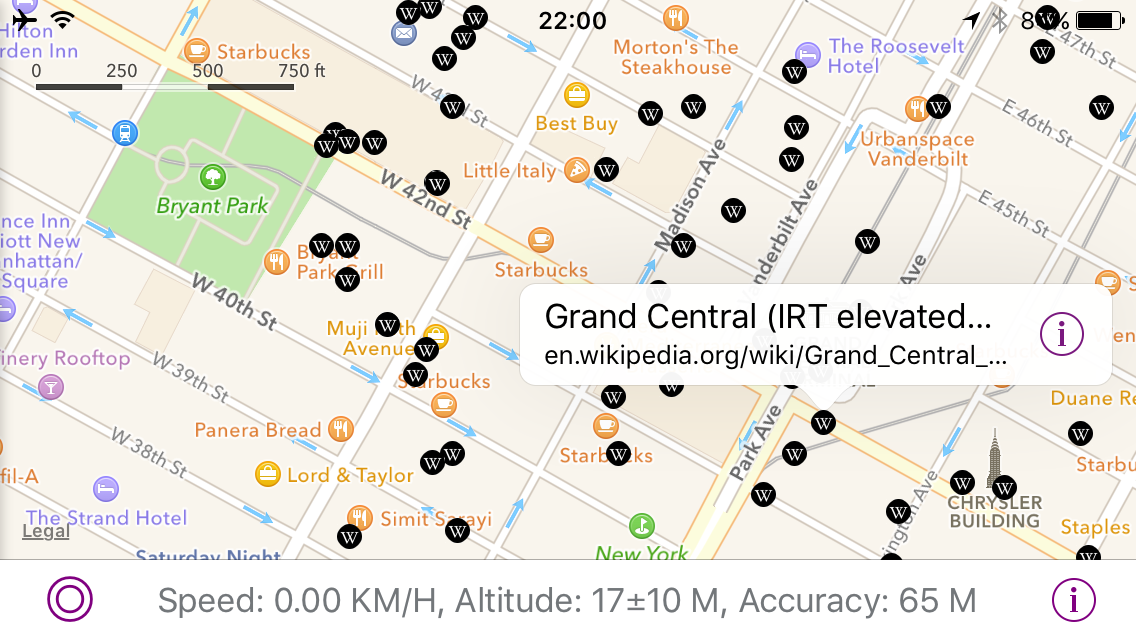 22:00
Hilton
rden Inn
Starbucks
0 250 500 750 ft
Morton's The
Steakhouse
The Roosevelt
Hotel
E 47th St
W 43rd St
Best Buy
E 46th St
Urbanspace
Vanderbilt
Little Italy
W 42nd St
Madison Ave
Bryant Park
E 45th St
nce Inn
iott New
nhattan/
Square
Bryant
Park Grill
Starbucks
W 40th St
Grand Central (IRT elevated...
en.wikipedia.org/wiki/Grand_Central_...
i
Muji
Avenue
inery Rooftop
W 39th St
Starbucks
Duane Re
Panera Bread
Park Ave
W 38th St
Starbucks
Starbu
fil-A
Lord & Taylor
CHRYSLER
BUILDING
The Strand Hotel
Simit Sarayi
Staples
Legal
ington Ave
New York
Saturday Night
Speed: 0.00 KM/H, Altitude: 17±10 M, Accuracy: 65 M
i